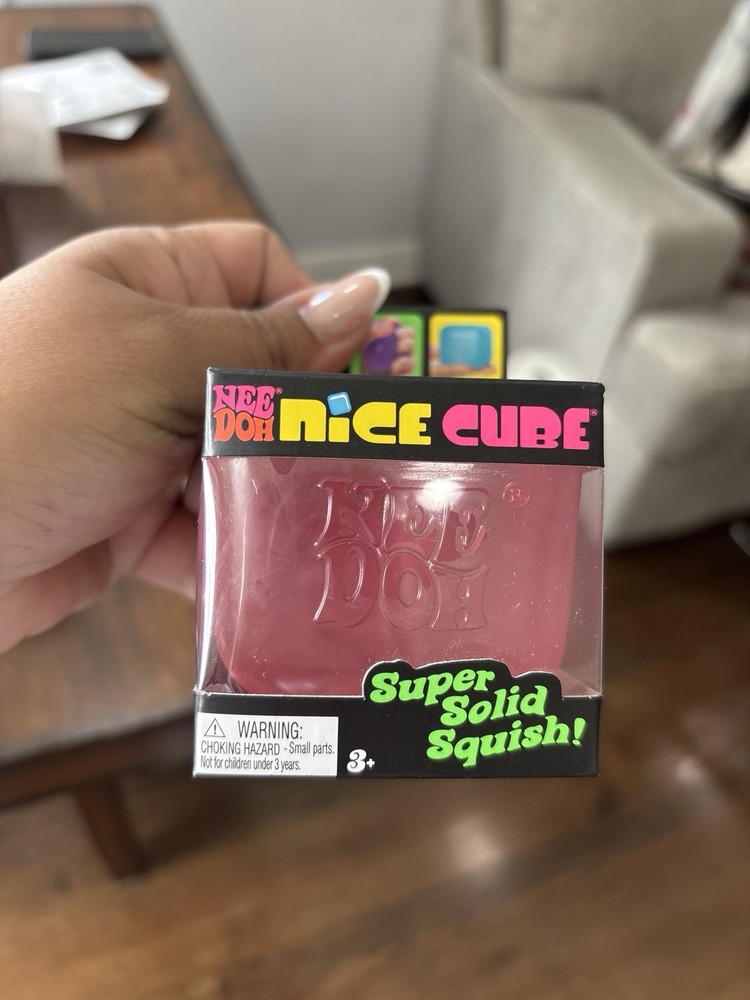 NEE® DOH NiCE CUBE®
NEE®
DOH
Super
Solid
Squish!
WARNING:
CHOKING HAZARD - Small parts.
Not for children under 3 years.
3+